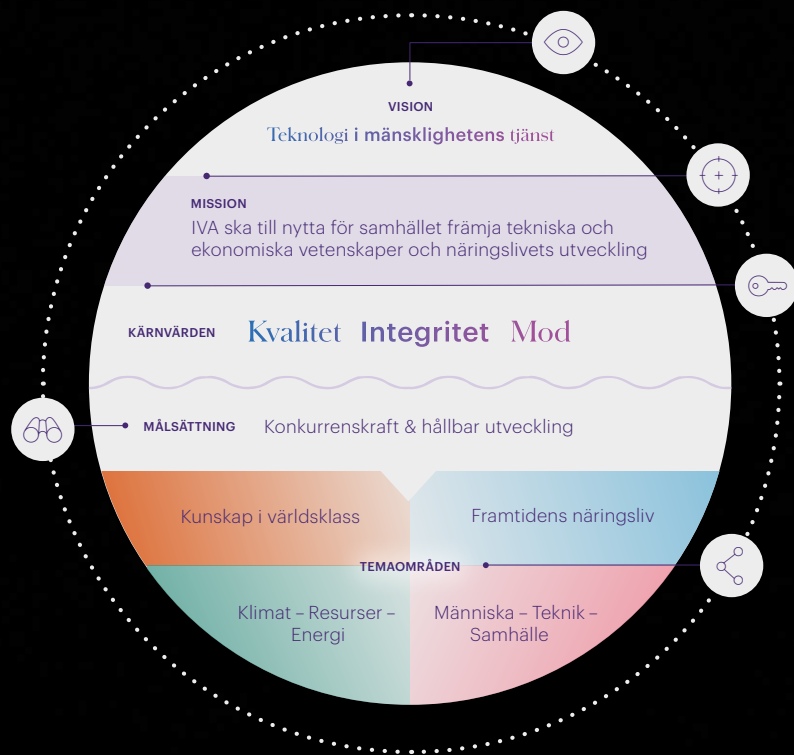 VISION
Teknologi i mänsklighetens tjänst
MISSION
IVA ska till nytta för samhället främja tekniska och
ekonomiska vetenskaper och näringslivets utveckling
KÄRNVÄRDEN Kvalitet Integritet Mod
MÅLSÄTTNING Konkurrenskraft & hållbar utveckling
Kunskap i världsklass
Framtidens näringsliv
TEMAOMRÅDEN
Klimat – Resurser –
Energi
Människa – Teknik –
Samhälle